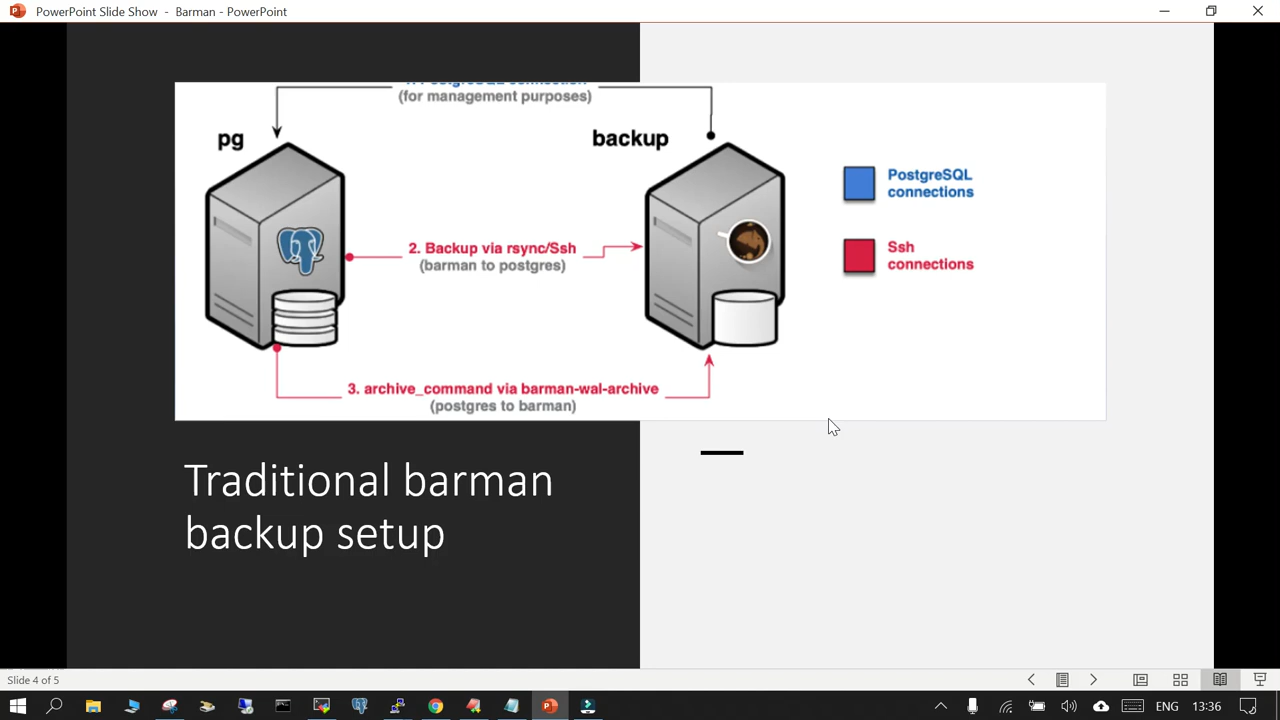 PowerPoint Slide Show - Barman - PowerPoint
(for management purposes)
pg
backup
PostgreSQL
connections
2. Backup via rsync/Ssh
(barman to postgres)
Ssh
connections
3. archive_command via barman-wal-archive
(postgres to barman)
Traditional barman
backup setup
Slide 4 of 5
ENG
13:36